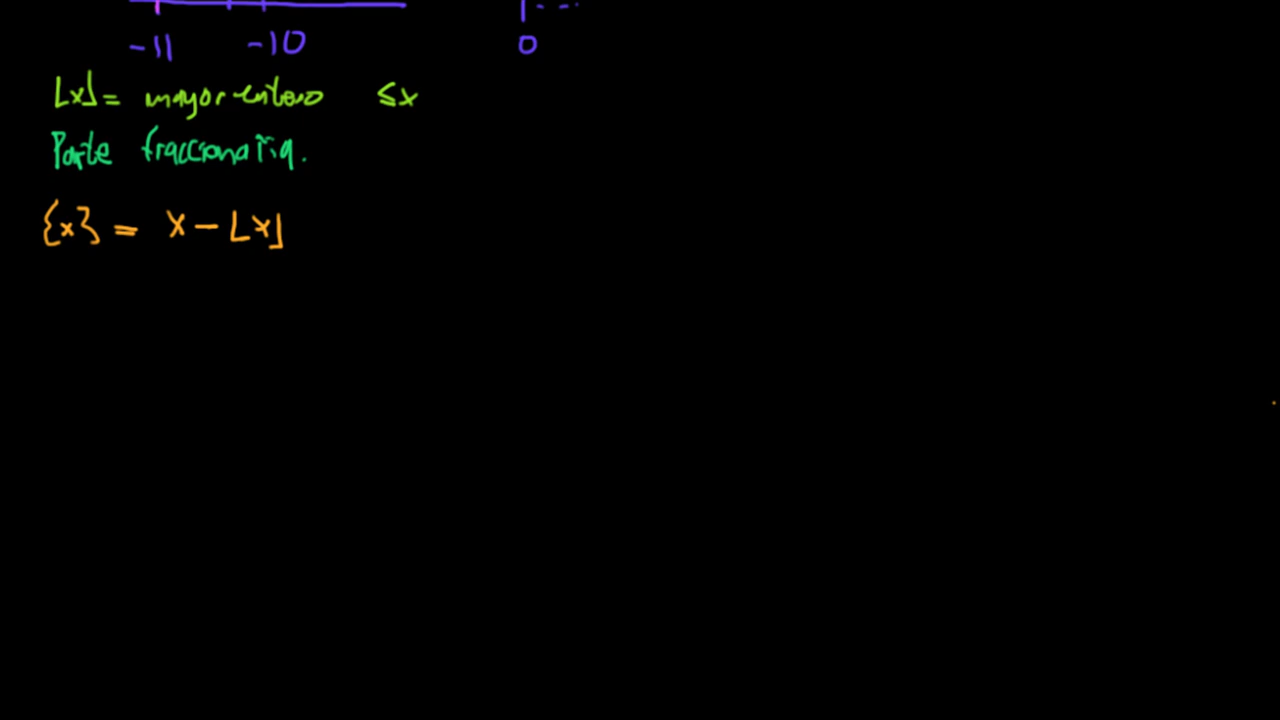 -11 -10 0
⌊x⌋ = mayor entero ≤x
Parte fraccionaria.
{x} = x - ⌊x⌋